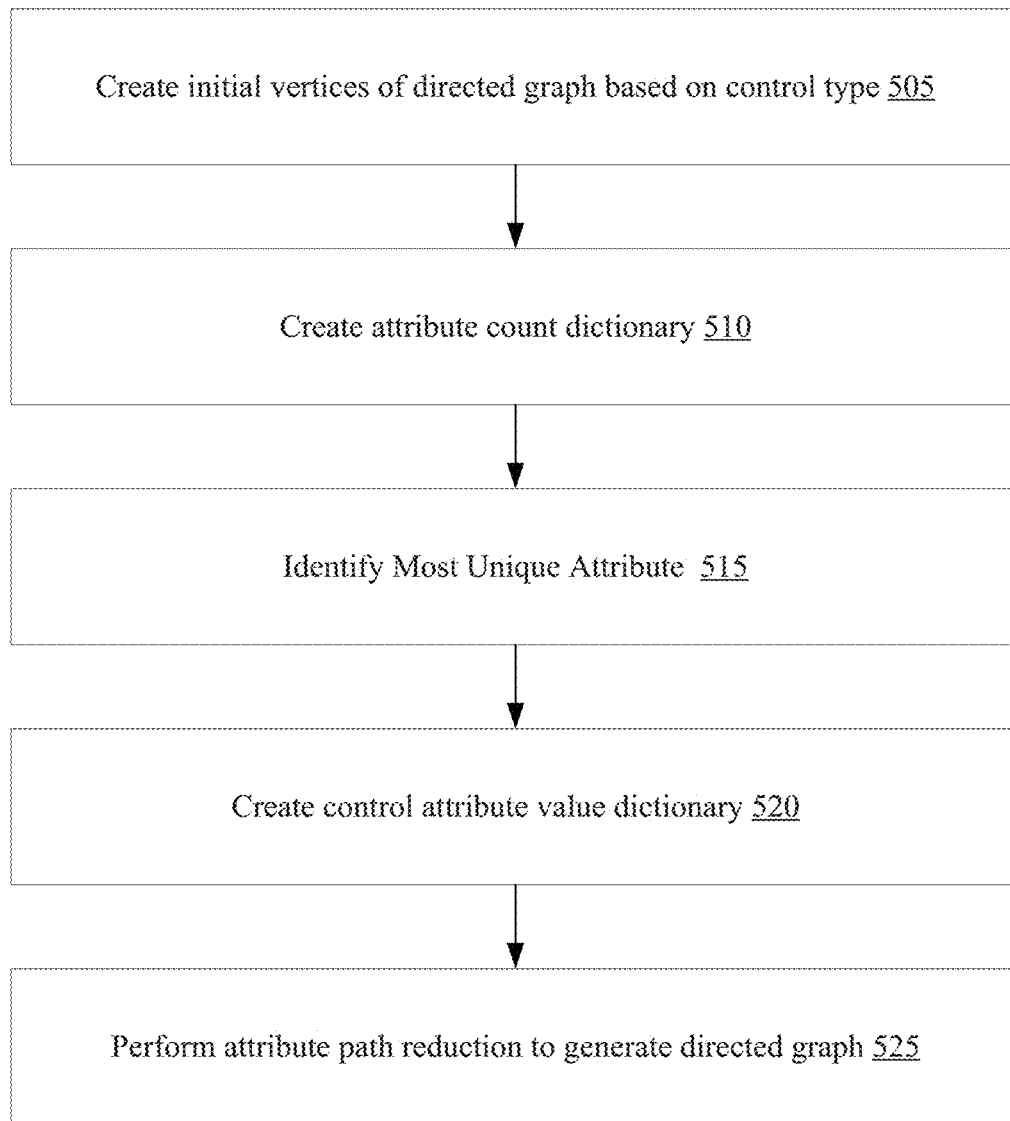 Create initial vertices of directed graph based on control type 505
Create attribute count dictionary 510
Identify Most Unique Attribute 515
Create control attribute value dictionary 520
Perform attribute path reduction to generate directed graph 525